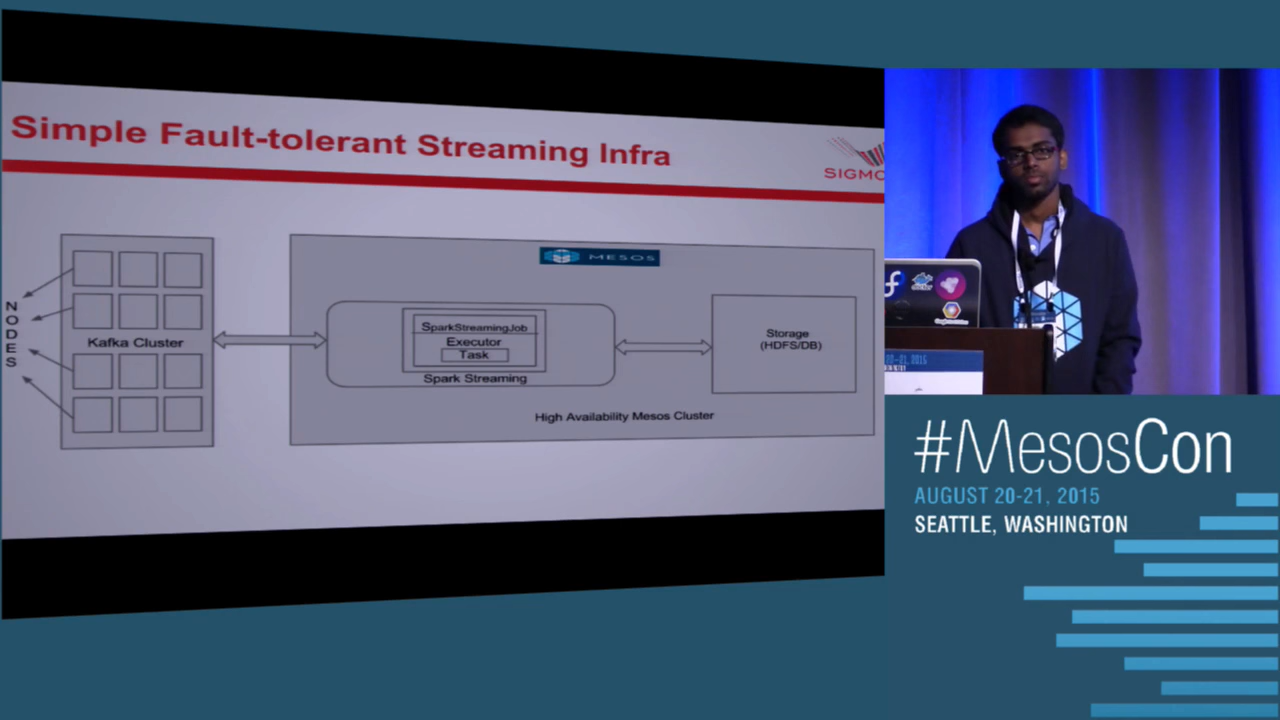 Simple Fault-tolerant Streaming Infra
SIGMO
MESOS
NODES
Kafka Cluster
SparkStreamingJob
Executor
Task
Spark Streaming
Storage
(HDFS/DB)
High Availability Mesos Cluster
#MesosCon
AUGUST 20-21, 2015
SEATTLE, WASHINGTON